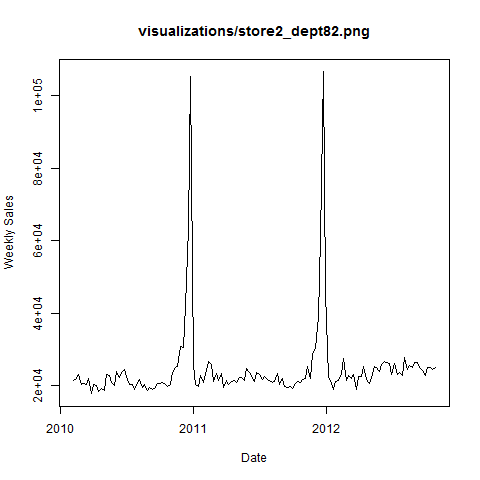 visualizations/store2_dept82.png
Weekly Sales
1e+05
8e+04
6e+04
4e+04
2e+04
2010 2011 2012
Date